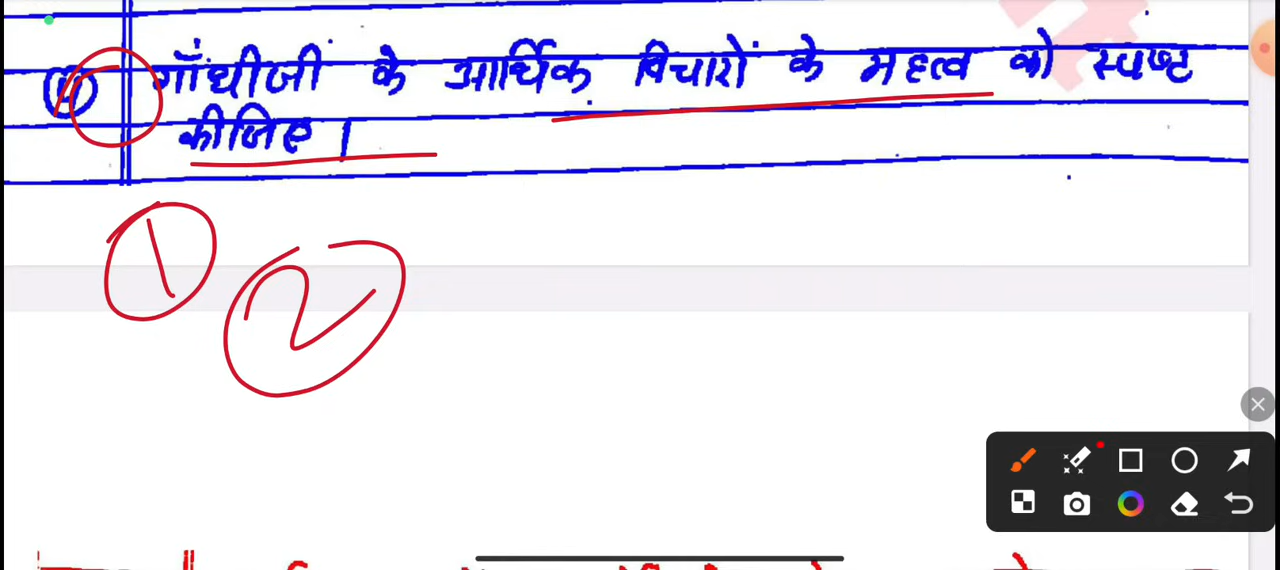 गाँधीजी के आर्थिक विचारों के महत्व को स्पष्ट
कीजिए।
1 2